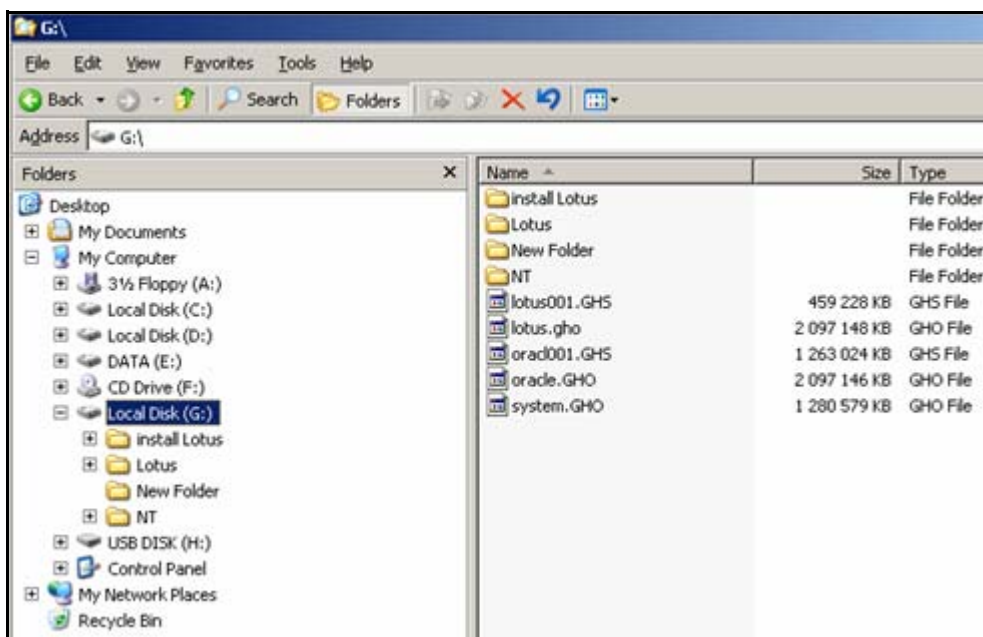 G:\
File Edit View Favorites Tools Help
Back Search Folders
Address G:\
Folders
Desktop
My Documents
My Computer
3½ Floppy (A:)
Local Disk (C:)
Local Disk (D:)
DATA (E:)
CD Drive (F:)
Local Disk (G:)
install Lotus
Lotus
New Folder
NT
USB DISK (H:)
Control Panel
My Network Places
Recycle Bin
Name Size Type
install Lotus File Folder
Lotus File Folder
New Folder File Folder
NT File Folder
lotus001.GHS 459 228 KB GHS File
lotus.gho 2 097 148 KB GHO File
oracl001.GHS 1 263 024 KB GHS File
oracle.GHO 2 097 146 KB GHO File
system.GHO 1 280 579 KB GHO File